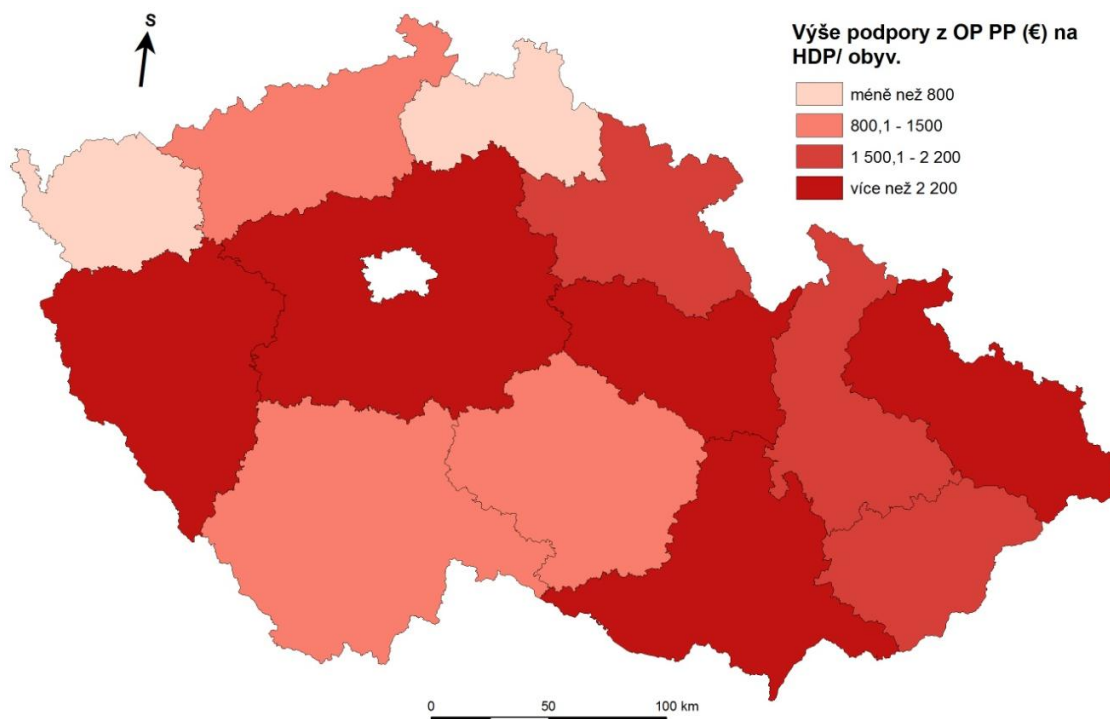 S
Výše podpory z OP PP (€) na
HDP/ obyv.
méně než 800
800,1 - 1500
1 500,1 - 2 200
více než 2 200
0 50 100 km